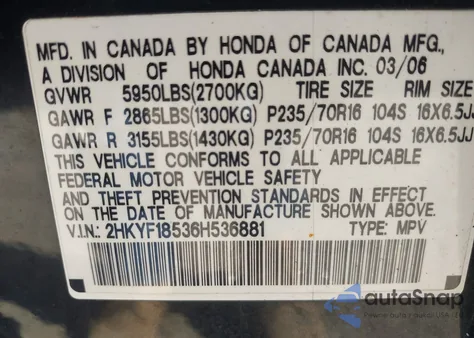 MFD. IN CANADA BY HONDA OF CANADA MFG.,
A DIVISION OF HONDA CANADA INC. 03/06
GVWR 5950LBS(2700KG) TIRE SIZE RIM SIZE
GAWR F 2865LBS(1300KG) P235/70R16 104S 16X6.5JJ
GAWR R 3155LBS(1430KG) P235/70R16 104S 16X6.5JJ
THIS VEHICLE CONFORMS TO ALL APPLICABLE
FEDERAL MOTOR VEHICLE SAFETY
AND THEFT PREVENTION STANDARDS IN EFFECT
ON THE DATE OF MANUFACTURE SHOWN ABOVE.
V.I.N.: 2HKYF18536H536881 TYPE: MPV
autoSnap